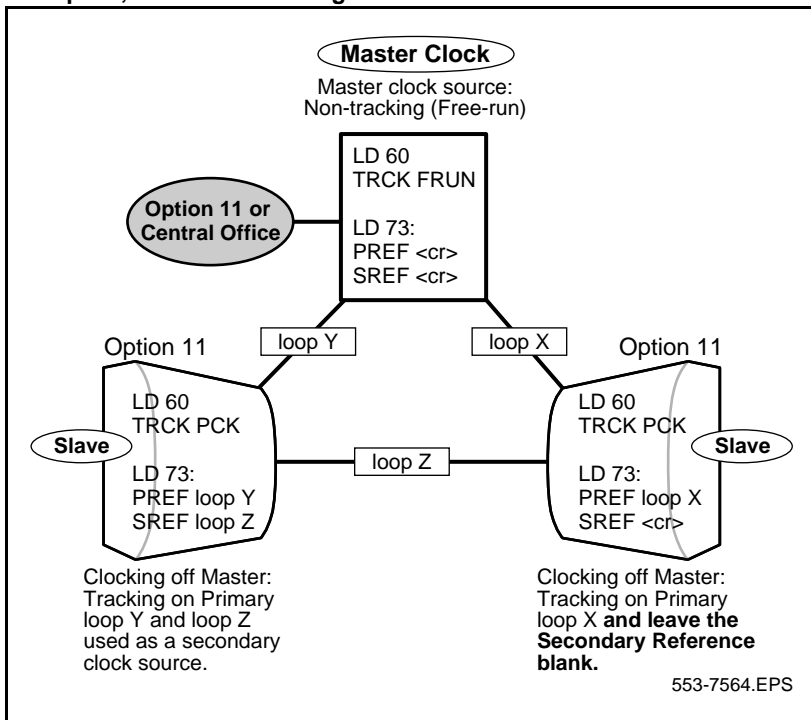 Master Clock
Master clock source:
Non-tracking (Free-run)
LD 60
TRCK FRUN
LD 73:
PREF <cr>
SREF <cr>
Option 11 or
Central Office
loop Y
loop X
Option 11
LD 60
TRCK PCK
LD 73:
PREF loop Y
SREF loop Z
Slave
loop Z
Option 11
LD 60
TRCK PCK
LD 73:
PREF loop X
SREF <cr>
Slave
Clocking off Master:
Tracking on Primary
loop Y and loop Z
used as a secondary
clock source.
Clocking off Master:
Tracking on Primary
loop X and leave the
Secondary Reference
blank.
553-7564.EPS